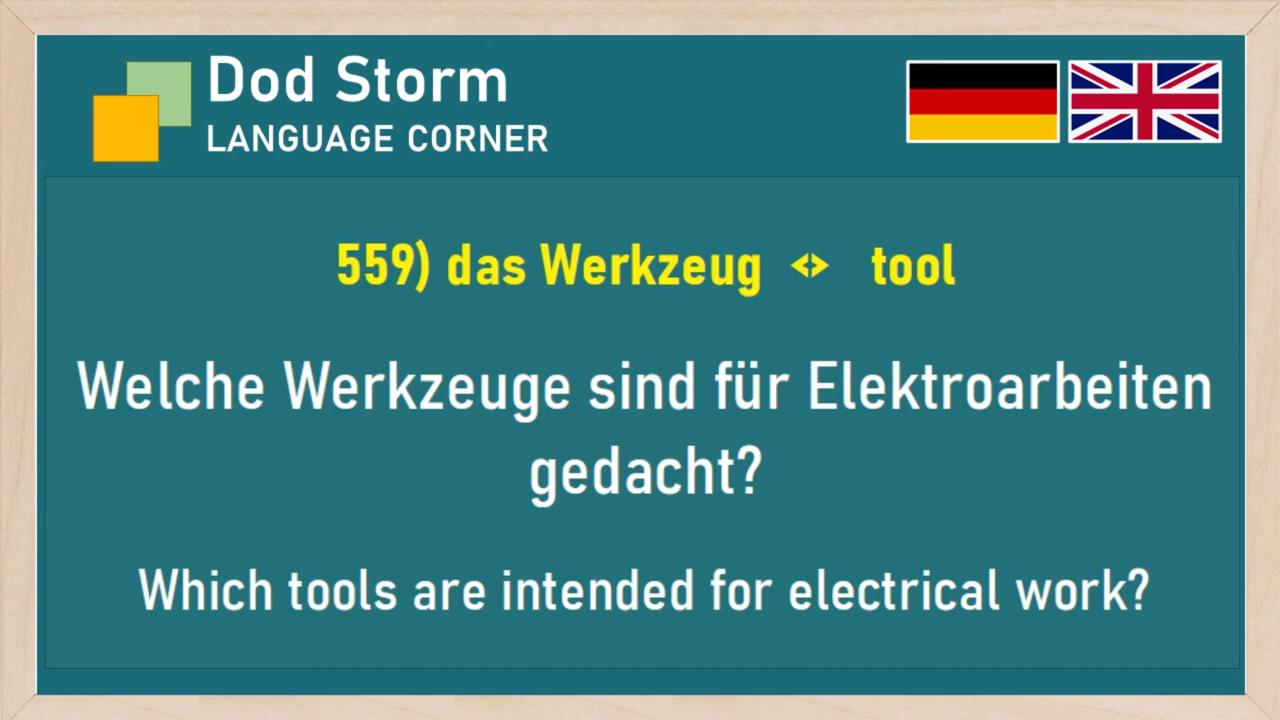 Dod Storm
LANGUAGE CORNER
559) das Werkzeug <> tool
Welche Werkzeuge sind für Elektroarbeiten
gedacht?
Which tools are intended for electrical work?